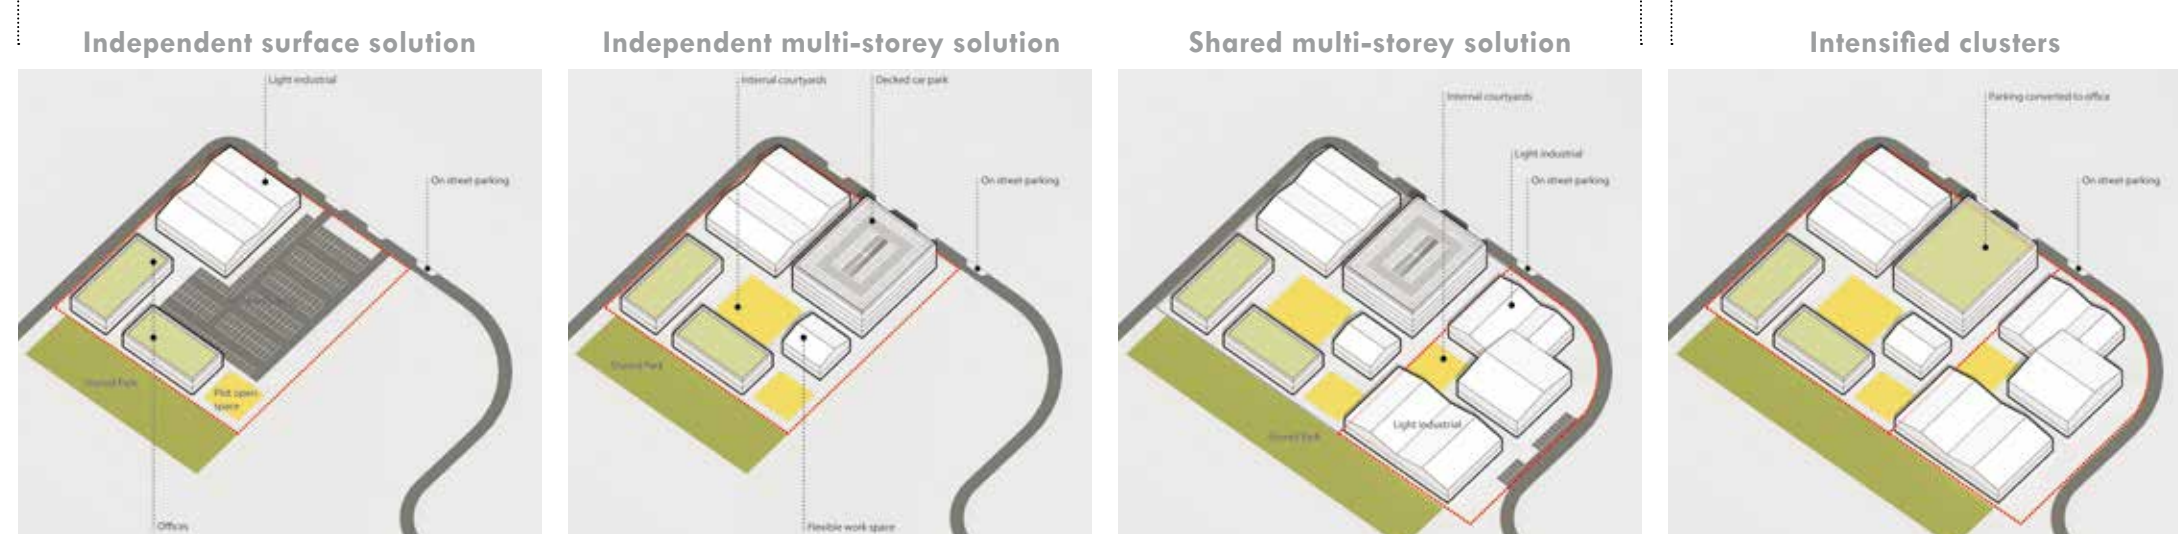 Independent surface solution
Light industrial
On street parking
Shared Park
Plot open
space
Offices
Independent multi-storey solution
Internal courtyards
Decked car park
On street parking
Shared Park
Flexible work space
Shared multi-storey solution
Internal courtyards
Light industrial
On street parking
Light industrial
Shared Park
Intensified clusters
Parking converted to office
On street parking